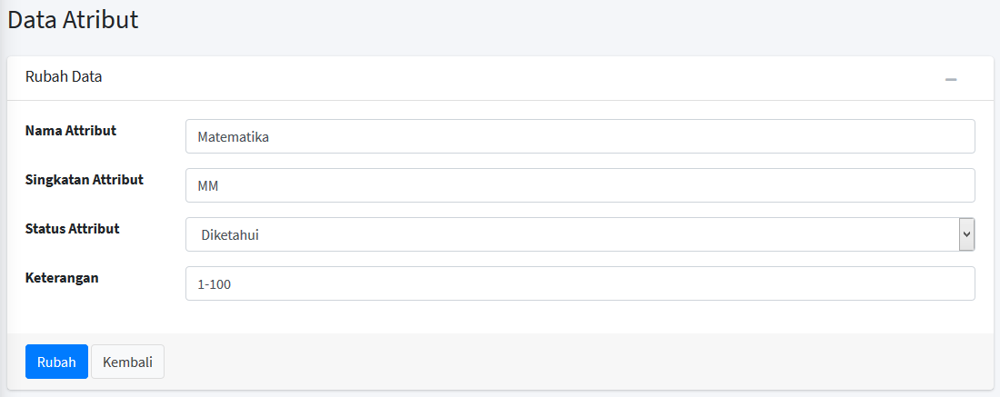 Data Atribut
Rubah Data
Nama Attribut
Matematika
Singkatan Attribut
MM
Status Attribut
Diketahui
Keterangan
1-100
Rubah Kembali